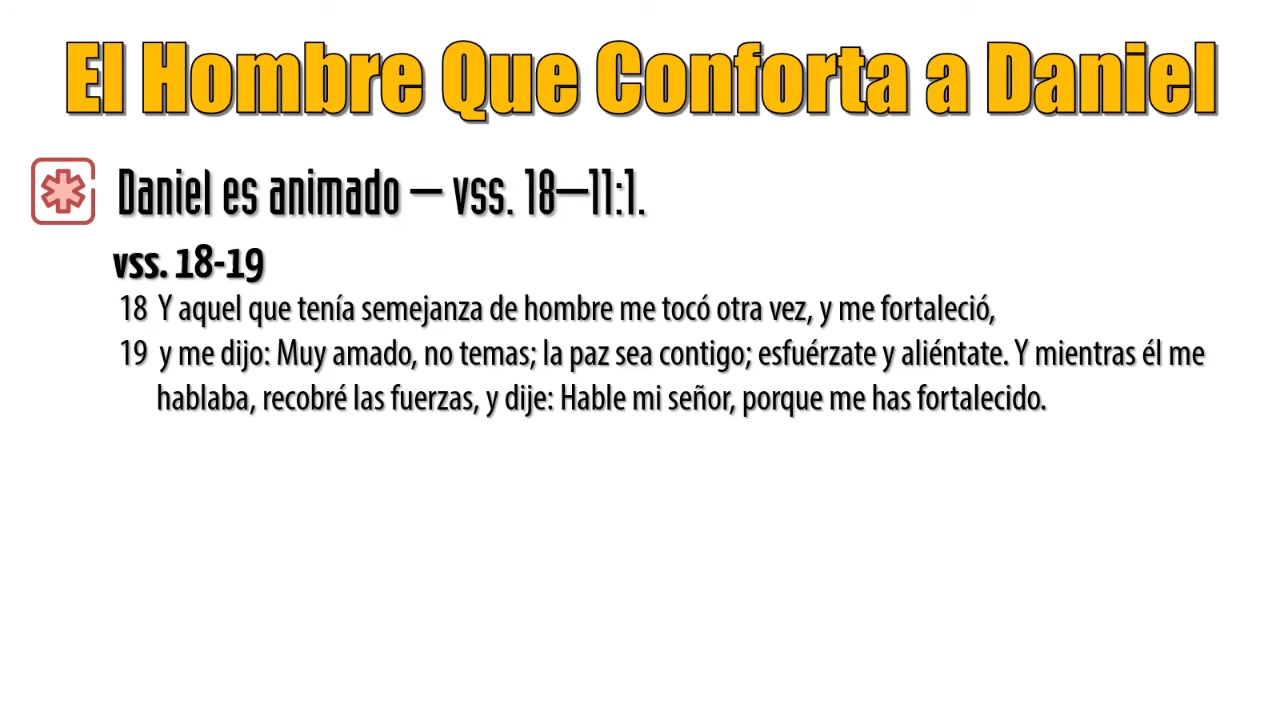 El Hombre Que Conforta a Daniel
Daniel es animado – vss. 18–11:1.
vss. 18-19
18 Y aquel que tenía semejanza de hombre me tocó otra vez, y me fortaleció,
19 y me dijo: Muy amado, no temas; la paz sea contigo; esfuérzate y aliéntate. Y mientras él me
hablaba, recobré las fuerzas, y dije: Hable mi señor, porque me has fortalecido.